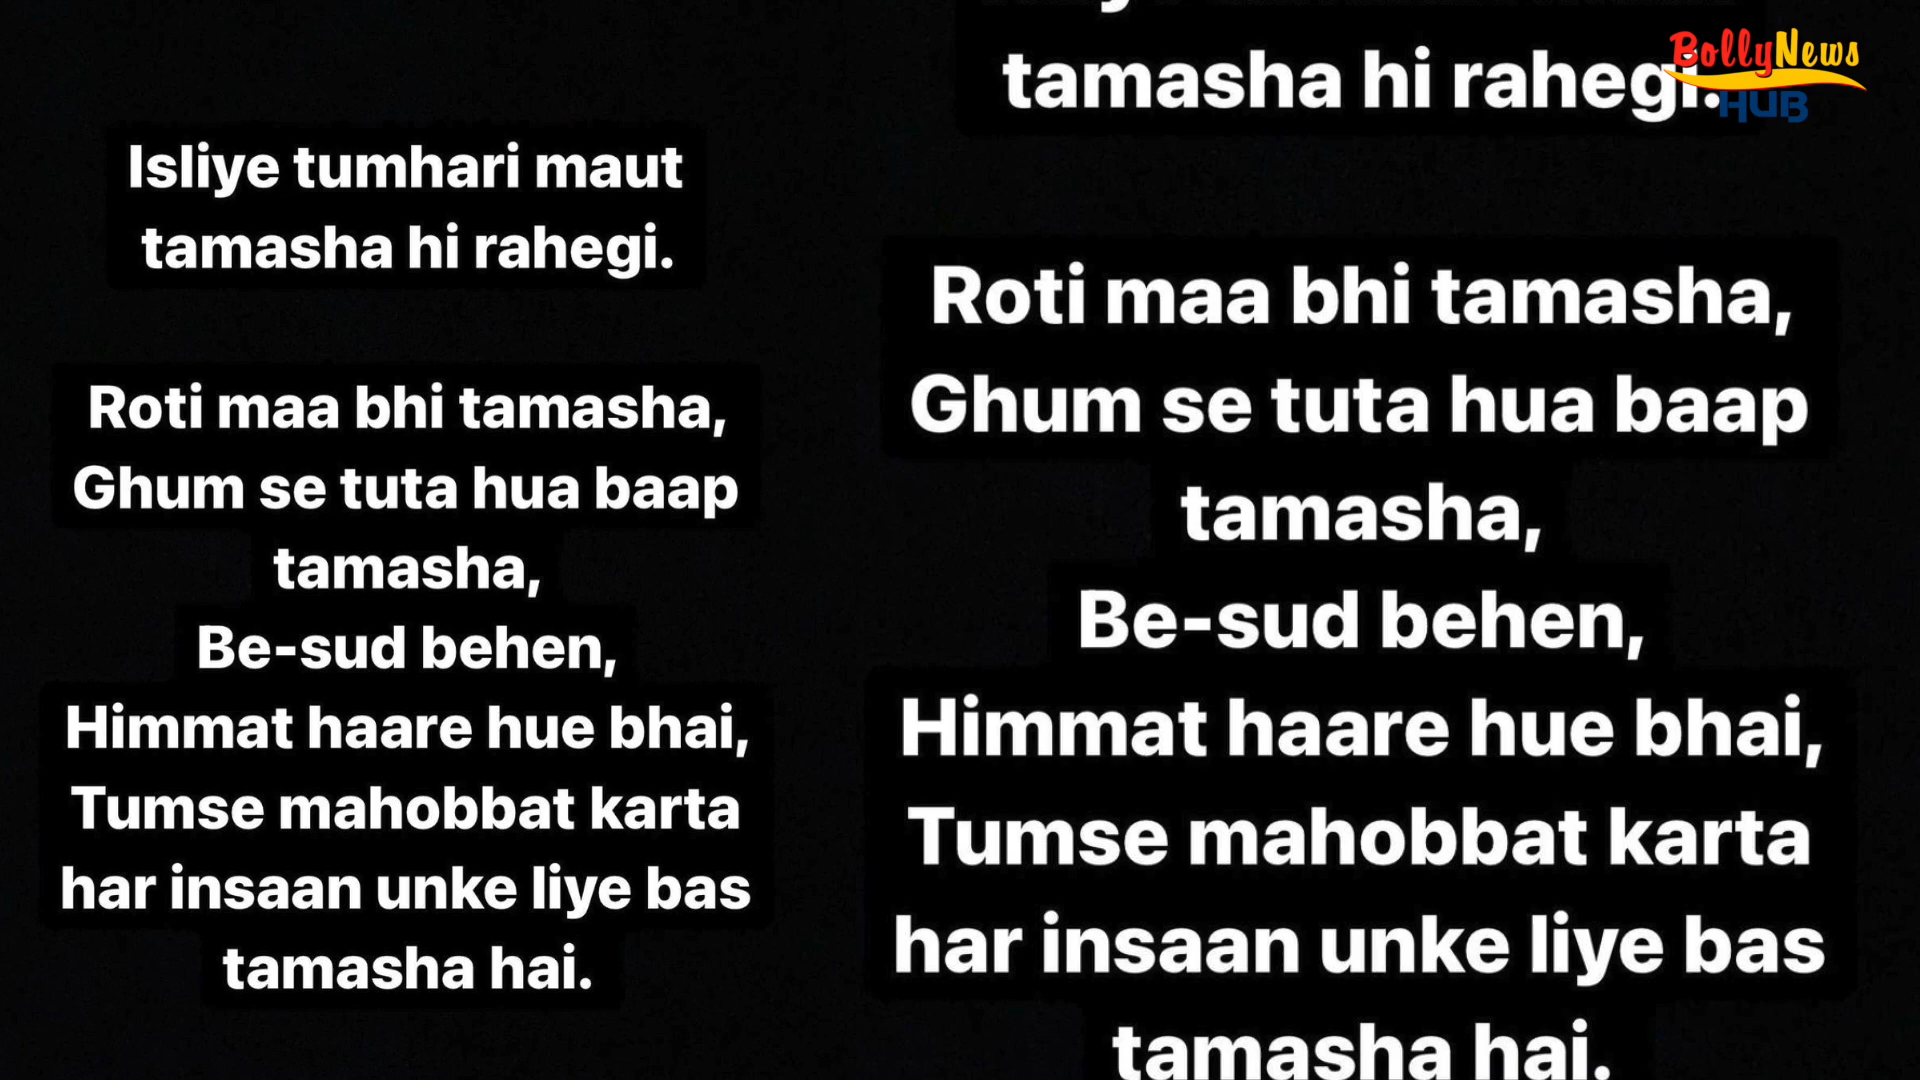 Isliye tumhari maut
tamasha hi rahegi.
Roti maa bhi tamasha,
Ghum se tuta hua baap
tamasha,
Be-sud behen,
Himmat haare hue bhai,
Tumse mahobbat karta
har insaan unke liye bas
tamasha hai.
tamasha hi rahegi.
Roti maa bhi tamasha,
Ghum se tuta hua baap
tamasha,
Be-sud behen,
Himmat haare hue bhai,
Tumse mahobbat karta
har insaan unke liye bas
tamasha hai.
BollyNews
HUB